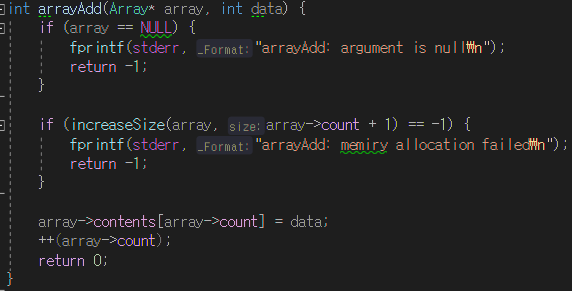 int arrayAdd(Array* array, int data) {
if (array == NULL) {
fprintf(stderr, _Format: "arrayAdd: argument is null₩n");
return -1;
}
if (increaseSize(array, size: array->count + 1) == -1) {
fprintf(stderr, _Format: "arrayAdd: memiry allocation failed₩n");
return -1;
}
array->contents[array->count] = data;
++(array->count);
return 0;
}